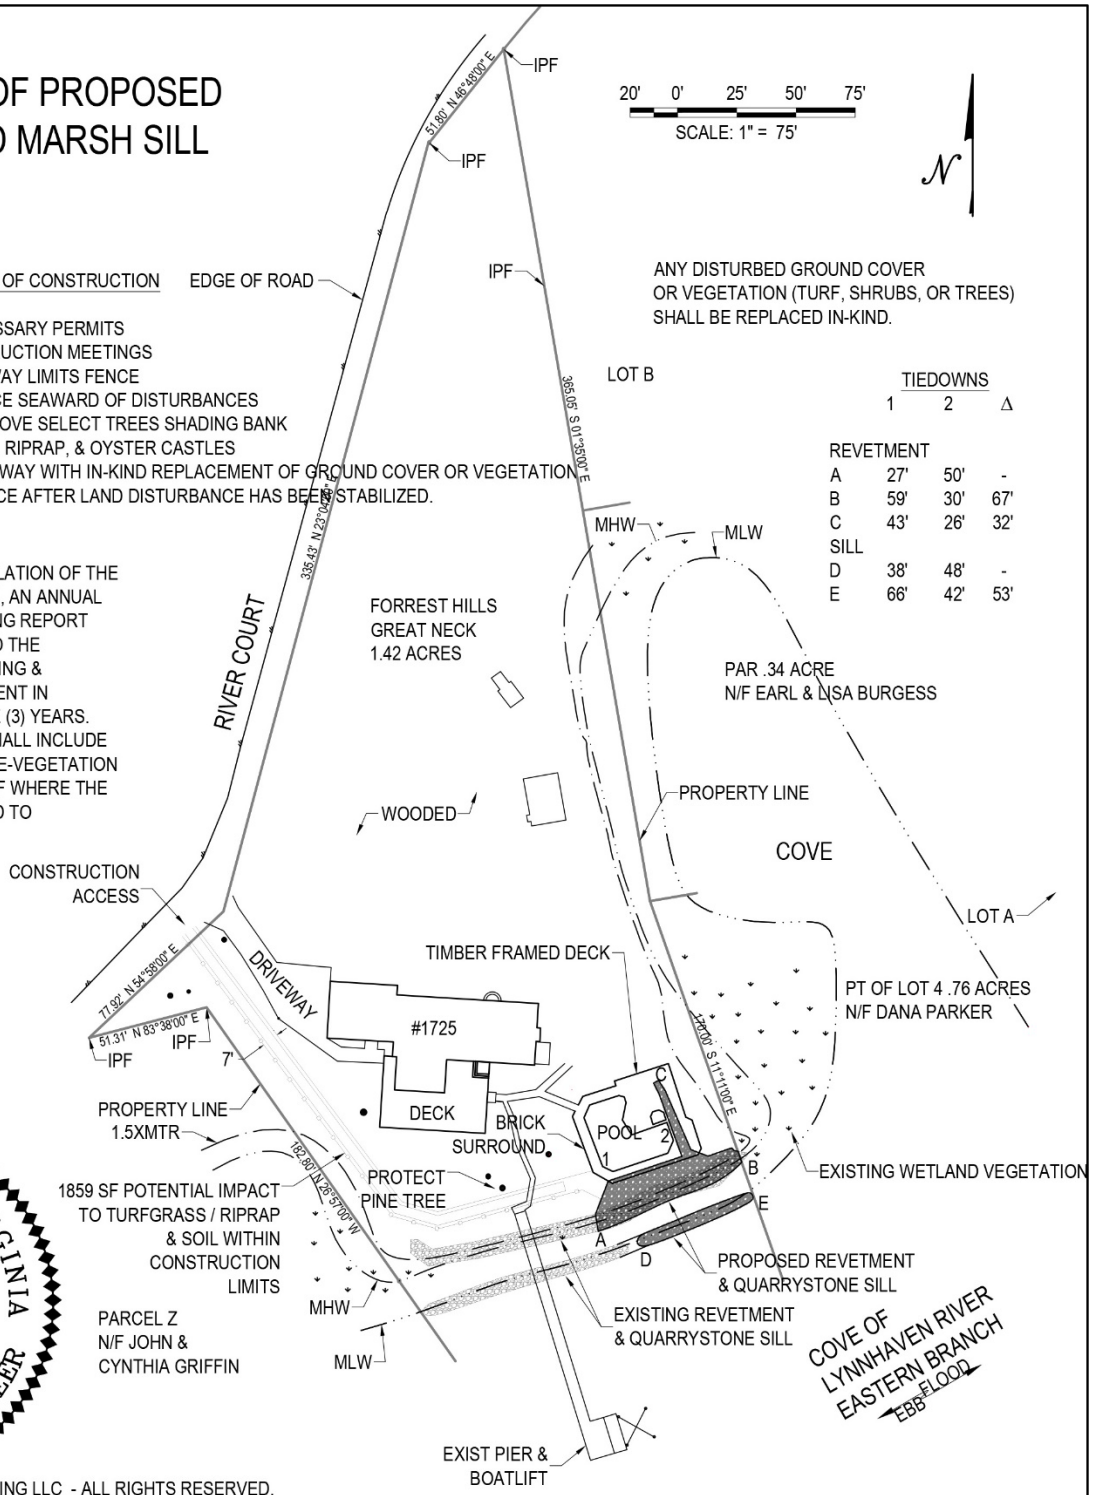 OF PROPOSED
MARSH SILL
IPF
20' 0' 25' 50' 75'
SCALE: 1" = 75'
51.80' N 46°48'00" E
IPF
N
OF CONSTRUCTION
EDGE OF ROAD
IPF
ANY DISTURBED GROUND COVER
OR VEGETATION (TURF, SHRUBS, OR TREES)
SHALL BE REPLACED IN-KIND.
SSARY PERMITS
UCTION MEETINGS
WAY LIMITS FENCE
CE SEAWARD OF DISTURBANCES
OVE SELECT TREES SHADING BANK
RIPRAP, & OYSTER CASTLES
WAY WITH IN-KIND REPLACEMENT OF GROUND COVER OR VEGETATION
CE AFTER LAND DISTURBANCE HAS BEEN STABILIZED.
LOT B
365.05' S 01°35'00" E
TIEDOWNS
1 2 Δ
REVETMENT
A 27' 50' -
B 59' 30' 67'
C 43' 26' 32'
SILL
D 38' 48' -
E 66' 42' 53'
MHW
MLW
335.43' N 23°04'
LATION OF THE
, AN ANNUAL
NG REPORT
O THE
ING &
ENT IN
(3) YEARS.
HALL INCLUDE
E-VEGETATION
F WHERE THE
D TO
RIVER COURT
FORREST HILLS
GREAT NECK
1.42 ACRES
PAR .34 ACRE
N/F EARL & LISA BURGESS
WOODED
PROPERTY LINE
COVE
CONSTRUCTION
ACCESS
LOT A
TIMBER FRAMED DECK
DRIVEWAY
77.92' N 54°58'00" E
#1725
PT OF LOT 4 .76 ACRES
N/F DANA PARKER
51.31' N 83°38'00" E
IPF
IPF
7'
170.00' S 11°11'00" E
C
PROPERTY LINE
1.5XMTR
DECK
BRICK
SURROUND
POOL
1
2
182.80' N 26°57'00" W
PROTECT
PINE TREE
B
EXISTING WETLAND VEGETATION
1859 SF POTENTIAL IMPACT
TO TURFGRASS / RIPRAP
& SOIL WITHIN
CONSTRUCTION
LIMITS
E
A
D
PROPOSED REVETMENT
& QUARRYSTONE SILL
MHW
EXISTING REVETMENT
& QUARRYSTONE SILL
PARCEL Z
N/F JOHN &
CYNTHIA GRIFFIN
MLW
COVE OF
LYNNHAVEN RIVER
EASTERN BRANCH
FLOOD
EBB
GINIA
EER
EXIST PIER &
BOATLIFT
ING LLC - ALL RIGHTS RESERVED.